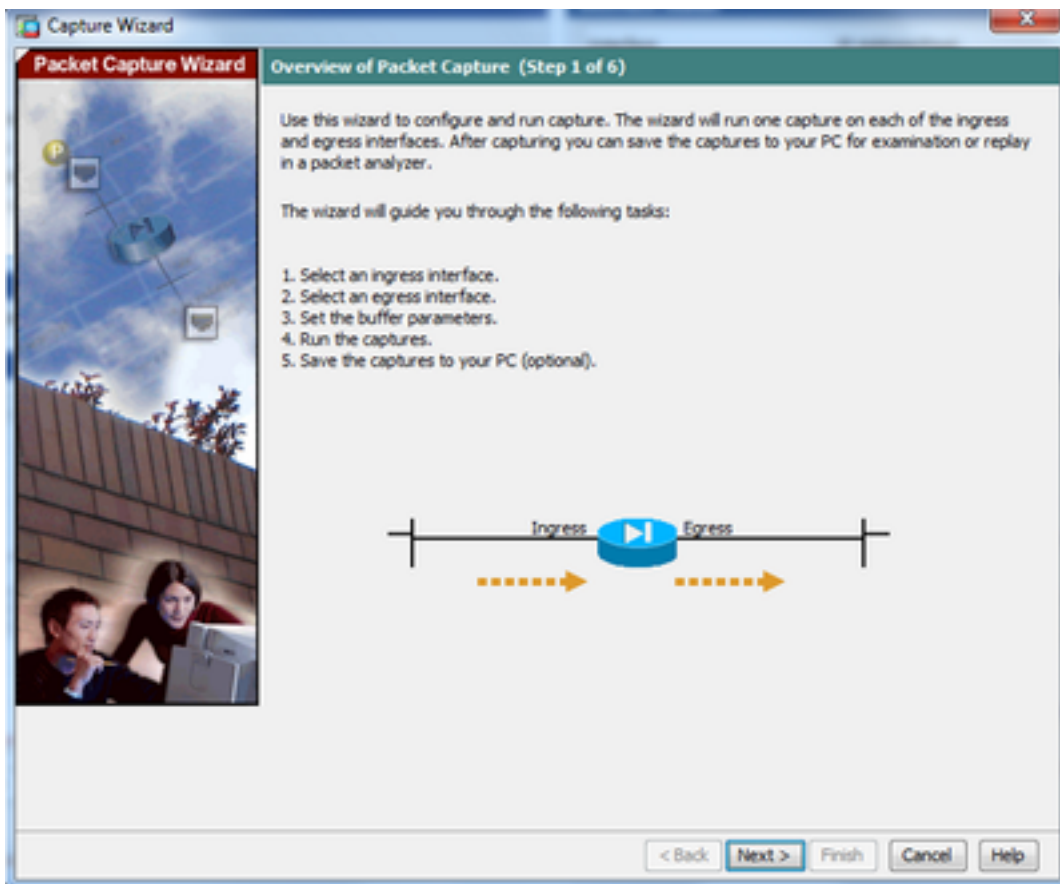 Capture Wizard
Packet Capture Wizard
Overview of Packet Capture (Step 1 of 6)
Use this wizard to configure and run capture. The wizard will run one capture on each of the ingress
and egress interfaces. After capturing you can save the captures to your PC for examination or replay
in a packet analyzer.
The wizard will guide you through the following tasks:
1. Select an ingress interface.
2. Select an egress interface.
3. Set the buffer parameters.
4. Run the captures.
5. Save the captures to your PC (optional).
P
Ingress
Egress
< Back
Next >
Finish
Cancel
Help